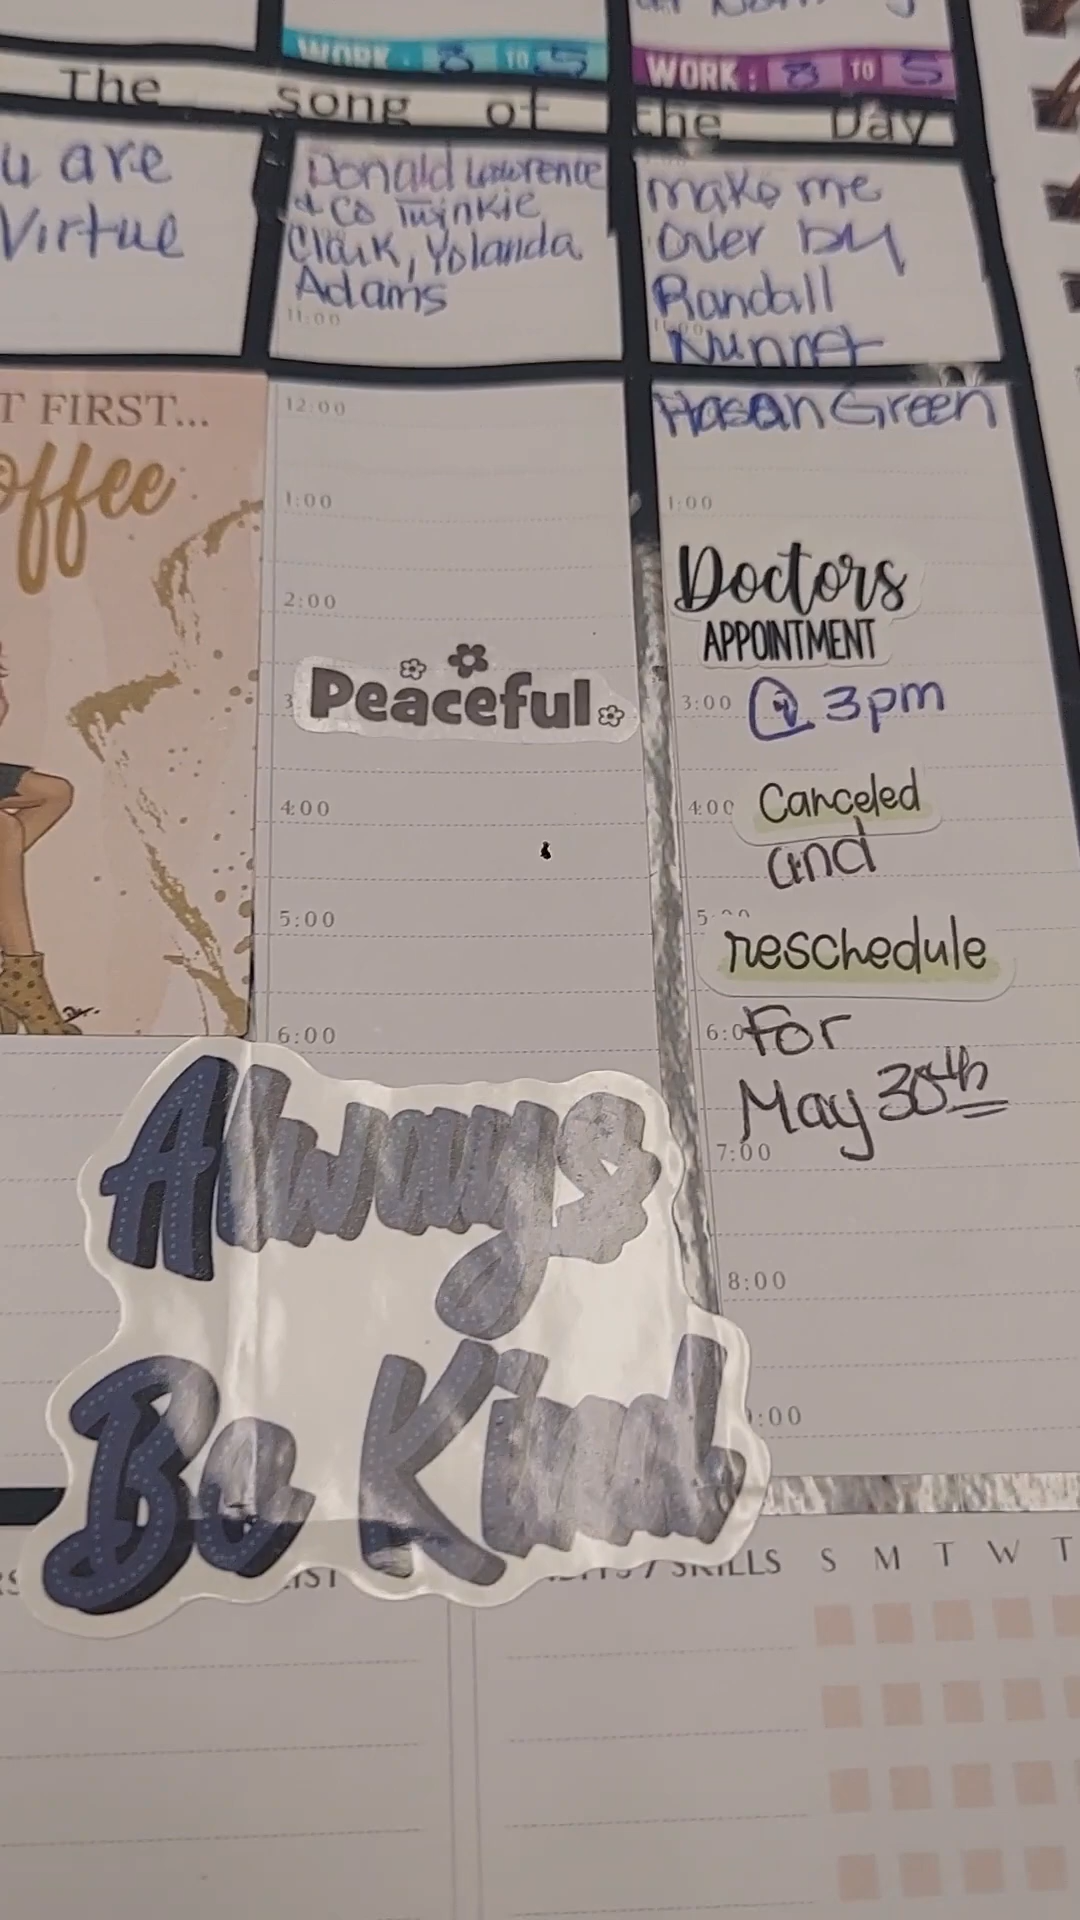 WORK: 8 TO 5
WORK: 8 TO 5
The song of the Day
u are
Virtue
Donald Lawrence
& Co Twinkie
Clark, Yolanda
Adams
11:00
make me
Over by
Randall
Hasan Green
T FIRST...
offee
12:00
1:00
2:00
3
Peaceful
4:00
5:00
6:00
1:00
Doctors
APPOINTMENT
3:00 @ 3pm
4:00 Canceled
and
reschedule
For
May 30th
7:00
8:00
:00
Always
Be Kind
SKILLS S M T W T